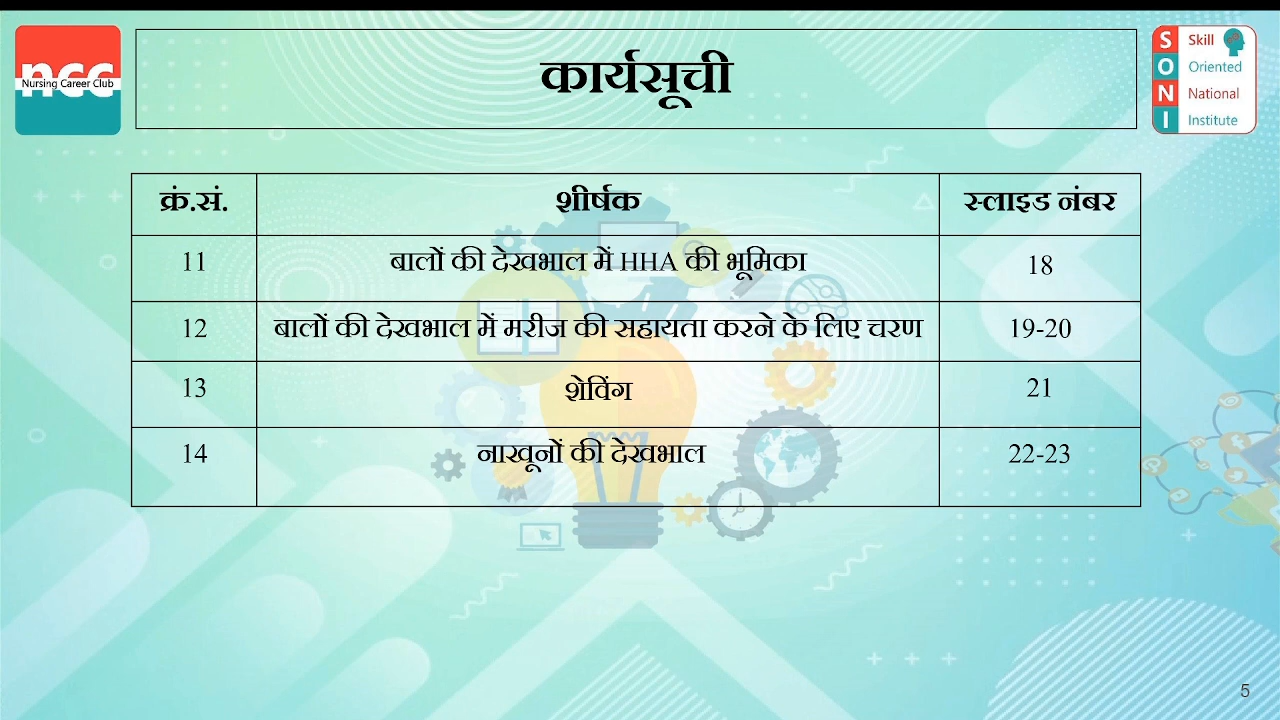 ncc
Nursing Career Club
कार्यसूची
S Skill
O Oriented
N National
I Institute
क्रं.सं. शीर्षक स्लाइड नंबर
11 बालों की देखभाल में HHA की भूमिका 18
12 बालों की देखभाल में मरीज की सहायता करने के लिए चरण 19-20
13 शेविंग 21
14 नाखूनों की देखभाल 22-23
5